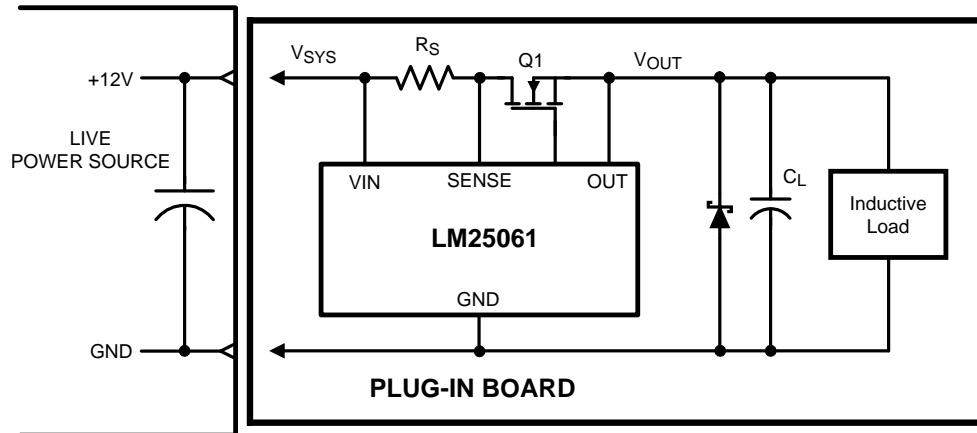 +12V
LIVE
POWER SOURCE
GND
VSYS
RS
Q1
VOUT
VIN
SENSE
OUT
LM25061
GND
CL
Inductive
Load
PLUG-IN BOARD